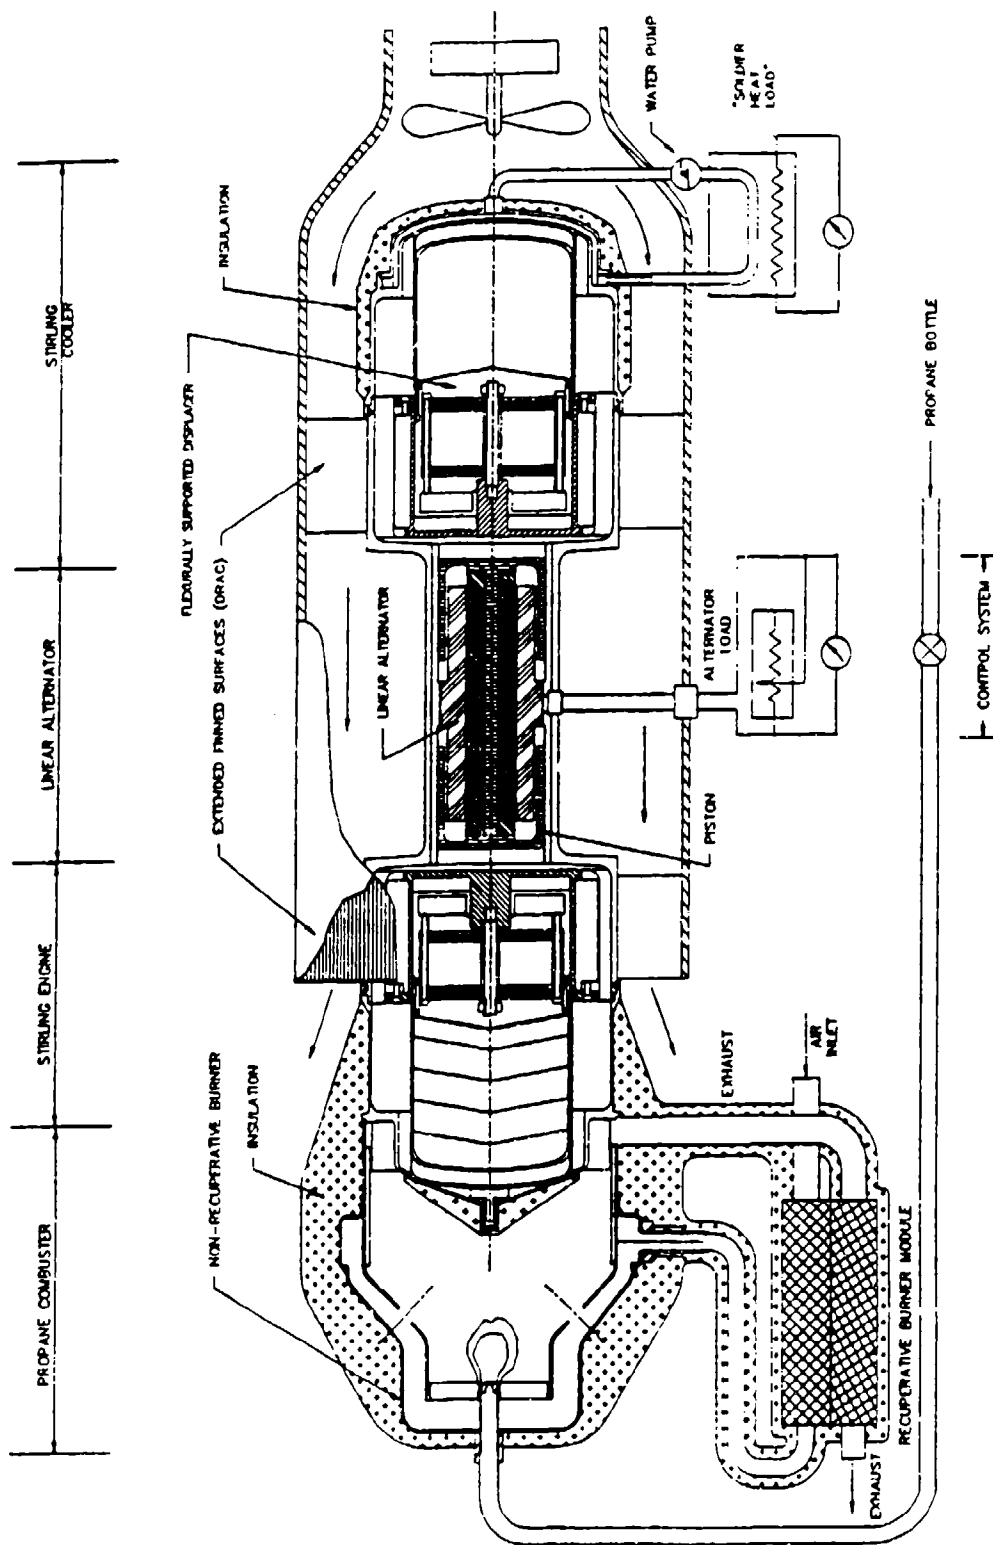 PROPANE COMBUSTER
STIRLING ENGINE
LINEAR ALTERNATOR
STIRLING
COOLER
NON-RECUPERATIVE BURNER
INSULATION
EXTENDED FINNED SURFACES (ORAC)
FLEXURALLY SUPPORTED DISPLACER
INSULATION
LINEAR ALTERNATOR
PISTON
WATER PUMP
"SOLDIER
HEAT
LOAD"
EXHAUST
AIR
INLET
ALTERNATOR
LOAD
PROPANE BOTTLE
EXHAUST
RECUPERATIVE BURNER MODULE
CONTROL SYSTEM